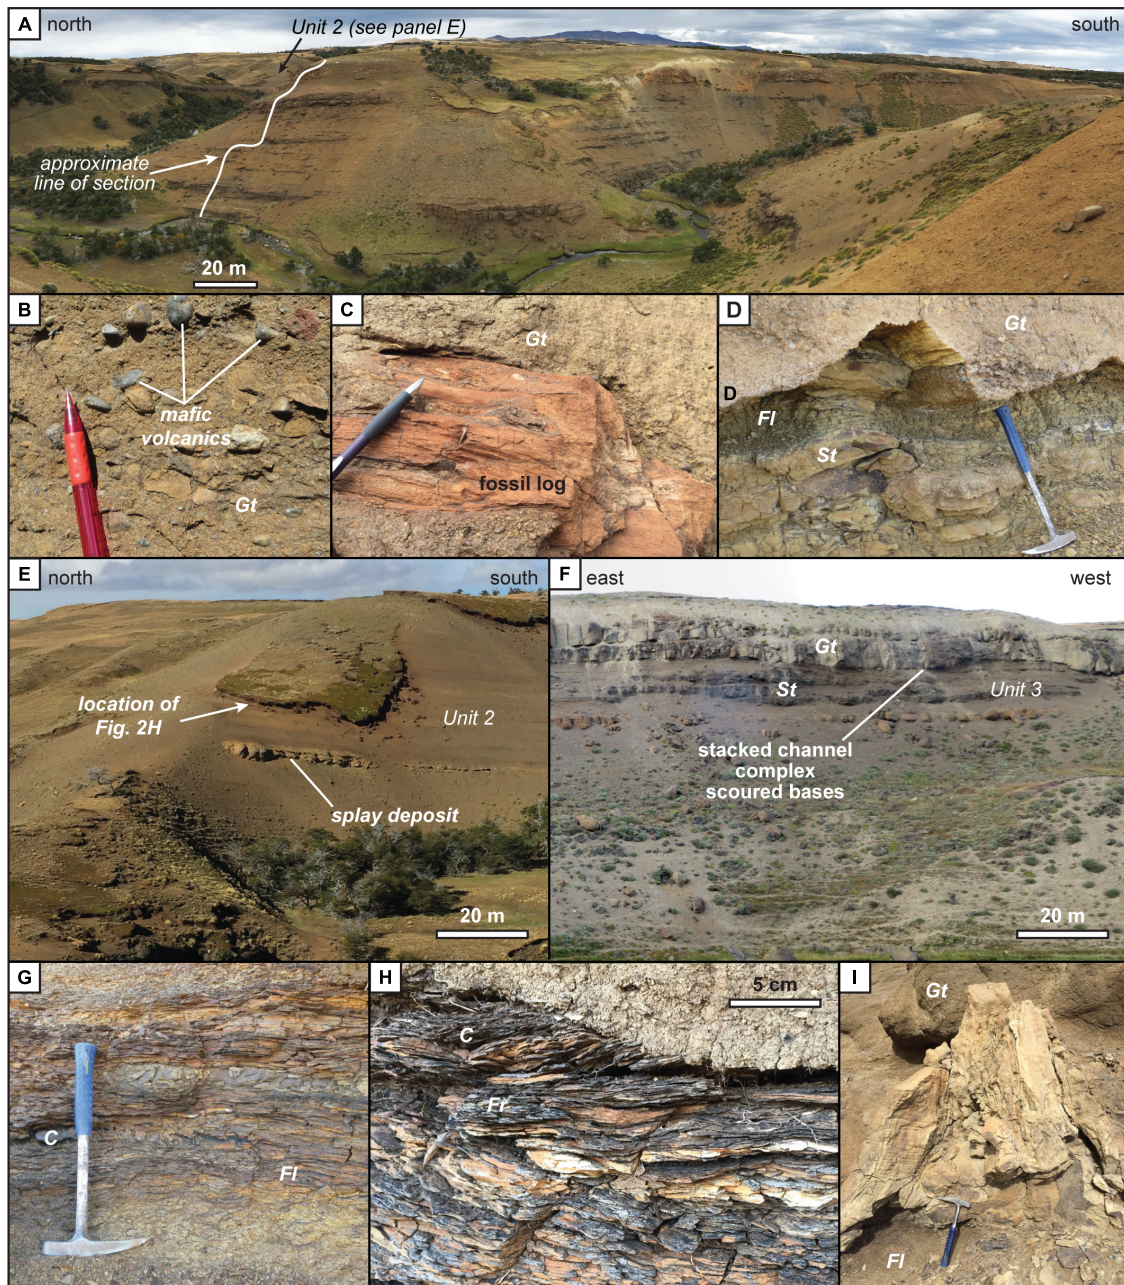 A north
Unit 2 (see panel E)
south
approximate
line of section
20 m
B
mafic
volcanics
Gt
C
Gt
fossil log
D
Gt
D
Fl
St
E north
south
location of
Fig. 2H
Unit 2
splay deposit
20 m
F east
west
Gt
St
Unit 3
stacked channel
complex
scoured bases
20 m
G
C
Fl
H
5 cm
C
Fr
I
Gt
Fl